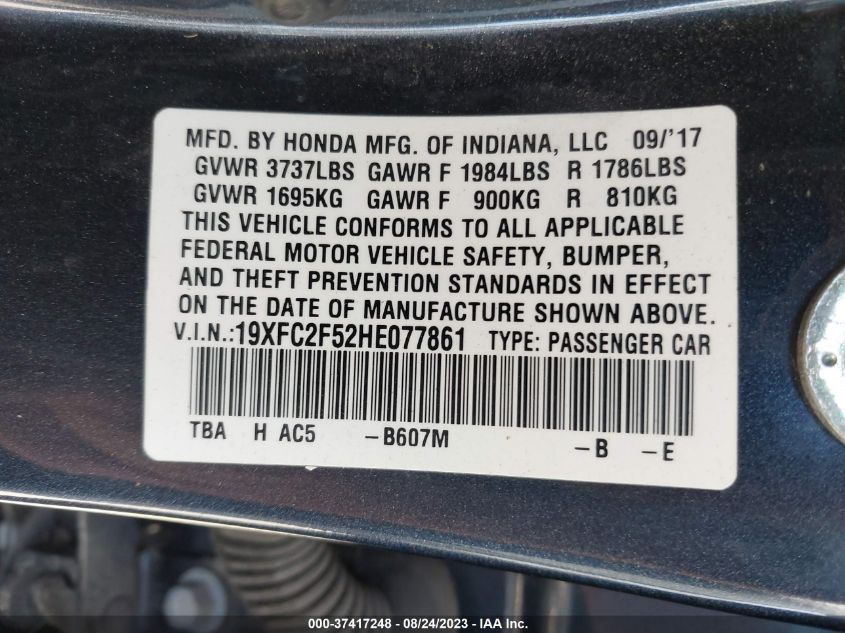 MFD. BY HONDA MFG. OF INDIANA, LLC 09/'17
GVWR 3737LBS GAWR F 1984LBS R 1786LBS
GVWR 1695KG GAWR F 900KG R 810KG
THIS VEHICLE CONFORMS TO ALL APPLICABLE
FEDERAL MOTOR VEHICLE SAFETY, BUMPER,
AND THEFT PREVENTION STANDARDS IN EFFECT
ON THE DATE OF MANUFACTURE SHOWN ABOVE.
V.I.N.:19XFC2F52HE077861 TYPE: PASSENGER CAR
TBA H AC5 -B607M -B -E
000-37417248 - 08/24/2023 - IAA Inc.